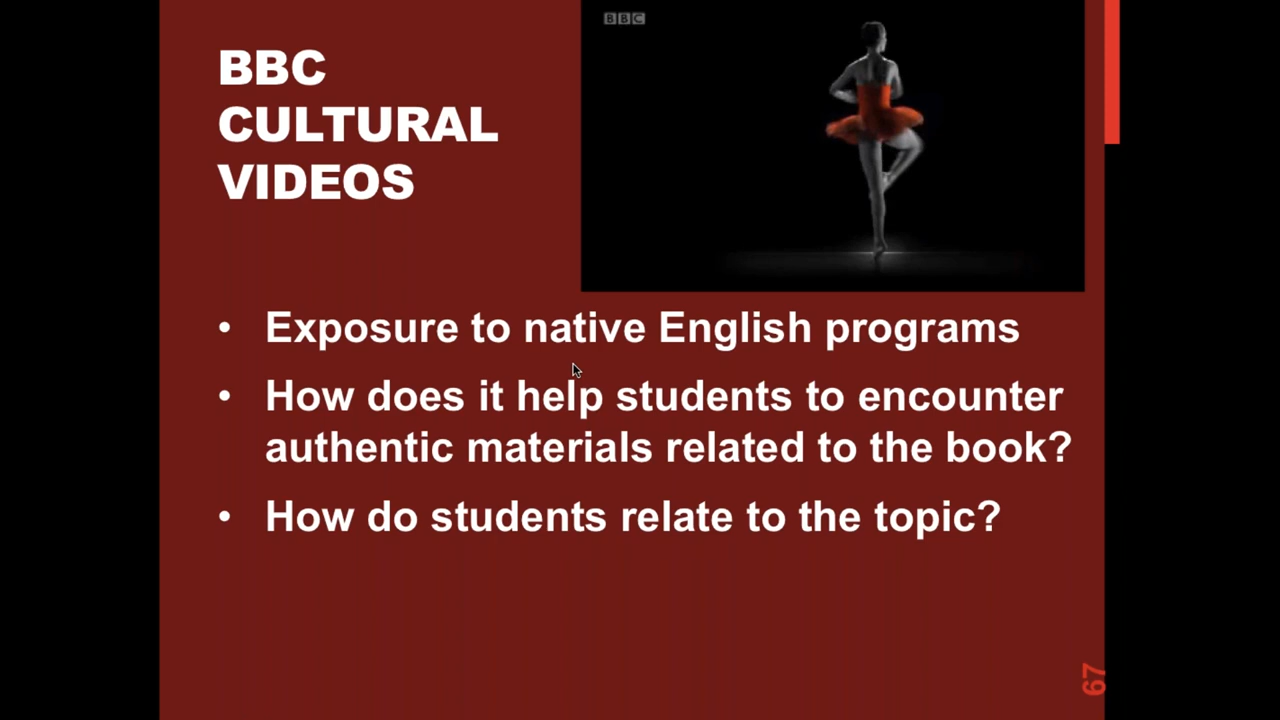 BBC
BBC
CULTURAL
VIDEOS
• Exposure to native English programs
• How does it help students to encounter
authentic materials related to the book?
• How do students relate to the topic?
67